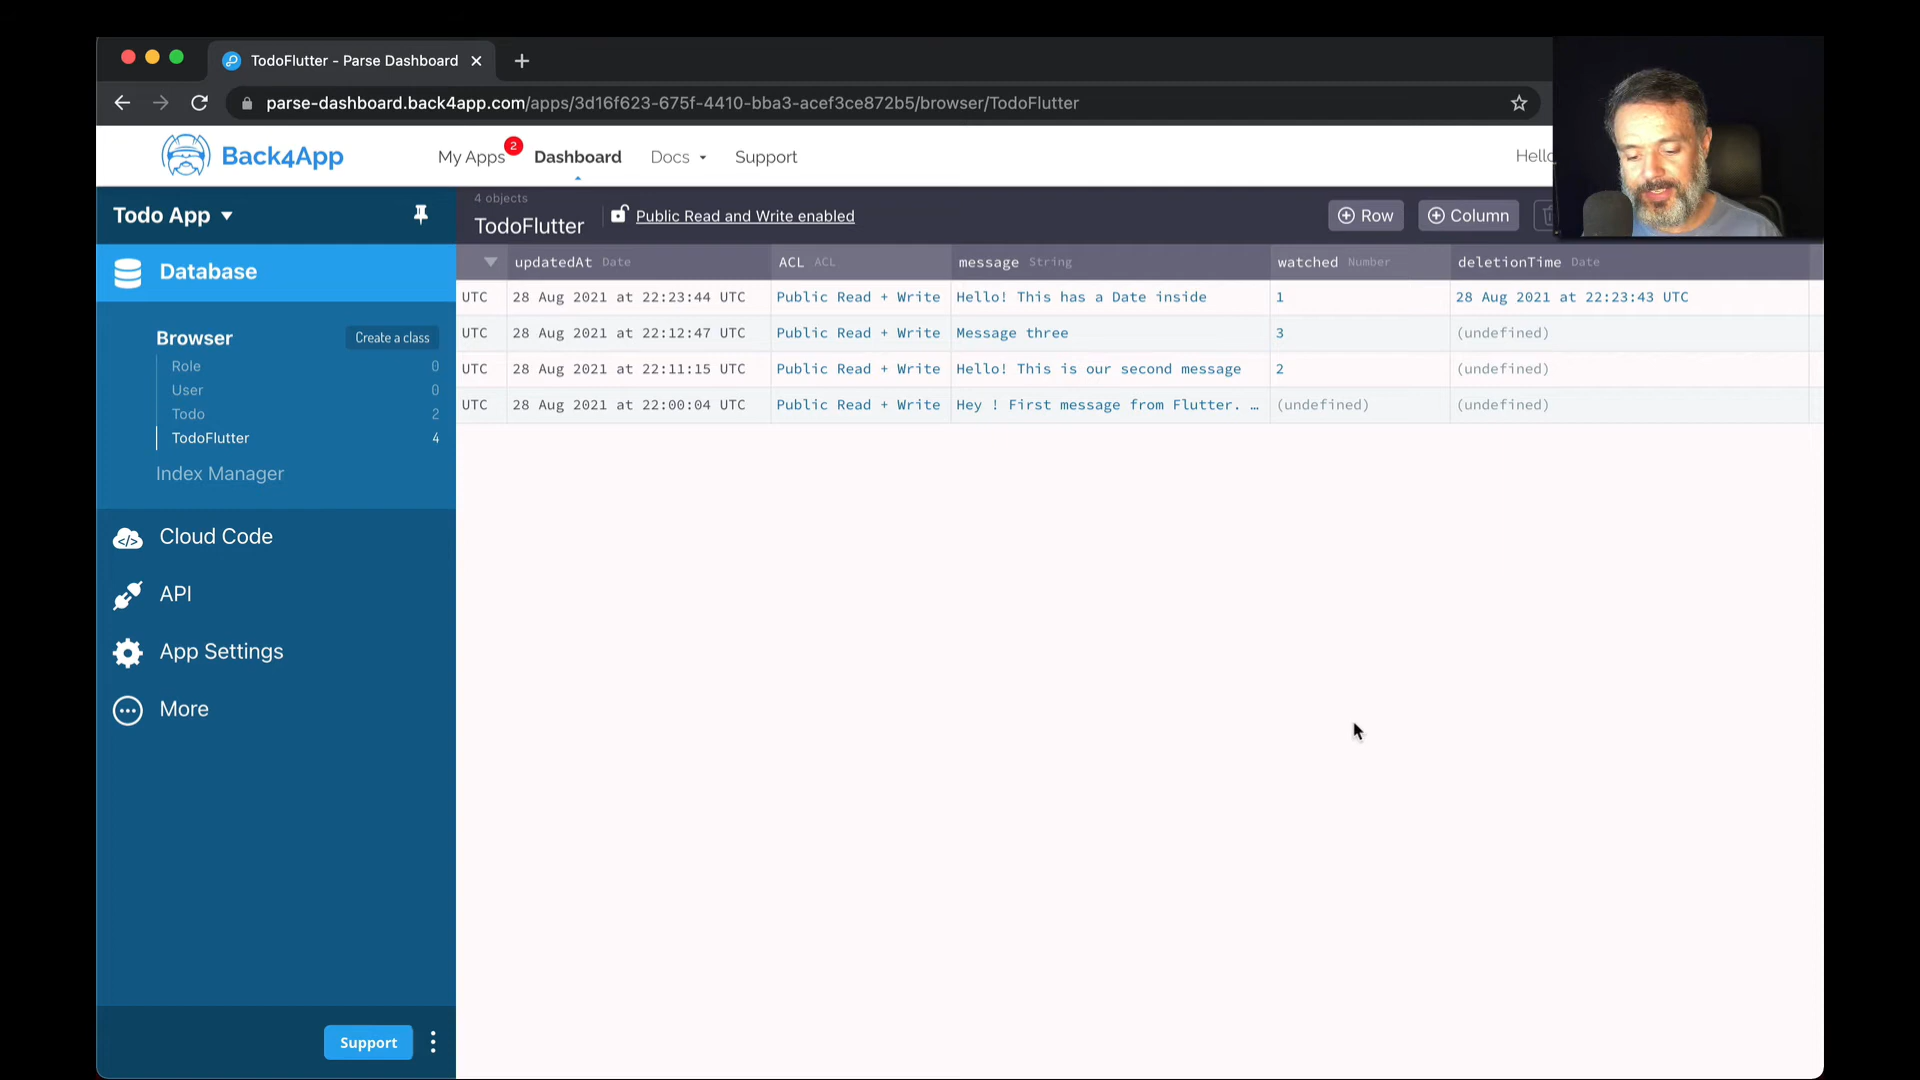 TodoFlutter - Parse Dashboard
parse-dashboard.back4app.com/apps/3d16f623-675f-4410-bba3-acef3ce872b5/browser/TodoFlutter
Back4App
My Apps 2 Dashboard Docs Support
Hello
Todo App
4 objects
TodoFlutter Public Read and Write enabled
Row Column
Database
updatedAt Date ACL ACL message String watched Number deletionTime Date
UTC 28 Aug 2021 at 22:23:44 UTC Public Read + Write Hello! This has a Date inside 1 28 Aug 2021 at 22:23:43 UTC
UTC 28 Aug 2021 at 22:12:47 UTC Public Read + Write Message three 3 (undefined)
UTC 28 Aug 2021 at 22:11:15 UTC Public Read + Write Hello! This is our second message 2 (undefined)
UTC 28 Aug 2021 at 22:00:04 UTC Public Read + Write Hey ! First message from Flutter. … (undefined) (undefined)
Browser Create a class
Role 0
User 0
Todo 2
TodoFlutter 4
Index Manager
Cloud Code
API
App Settings
More
Support